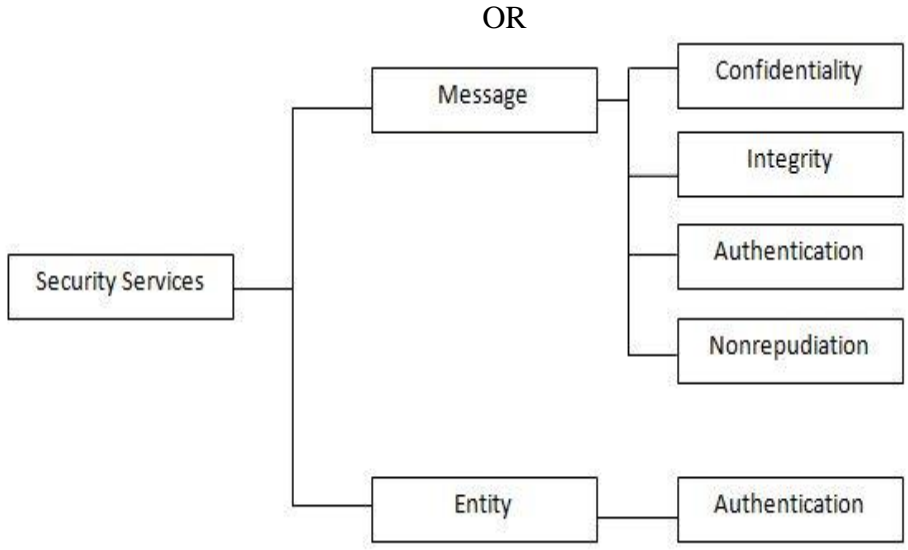 OR
Security Services
Message
Confidentiality
Integrity
Authentication
Nonrepudiation
Entity
Authentication